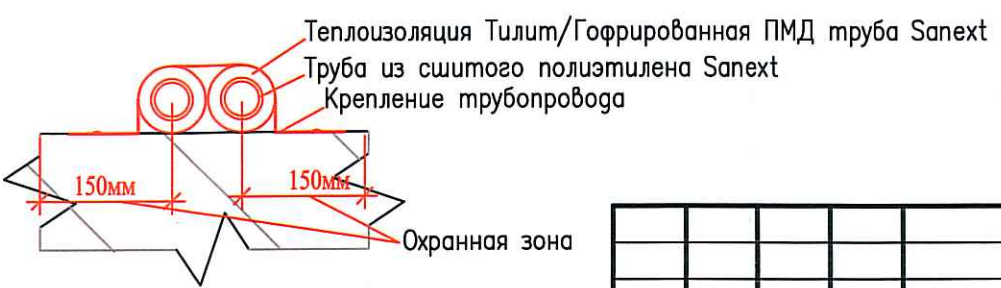 Теплоизоляция Тилит/Гофрированная ПМД труба Sanext
Труба из сшитого полиэтилена Sanext
Крепление трубопровода
150мм
150мм
Охранная зона